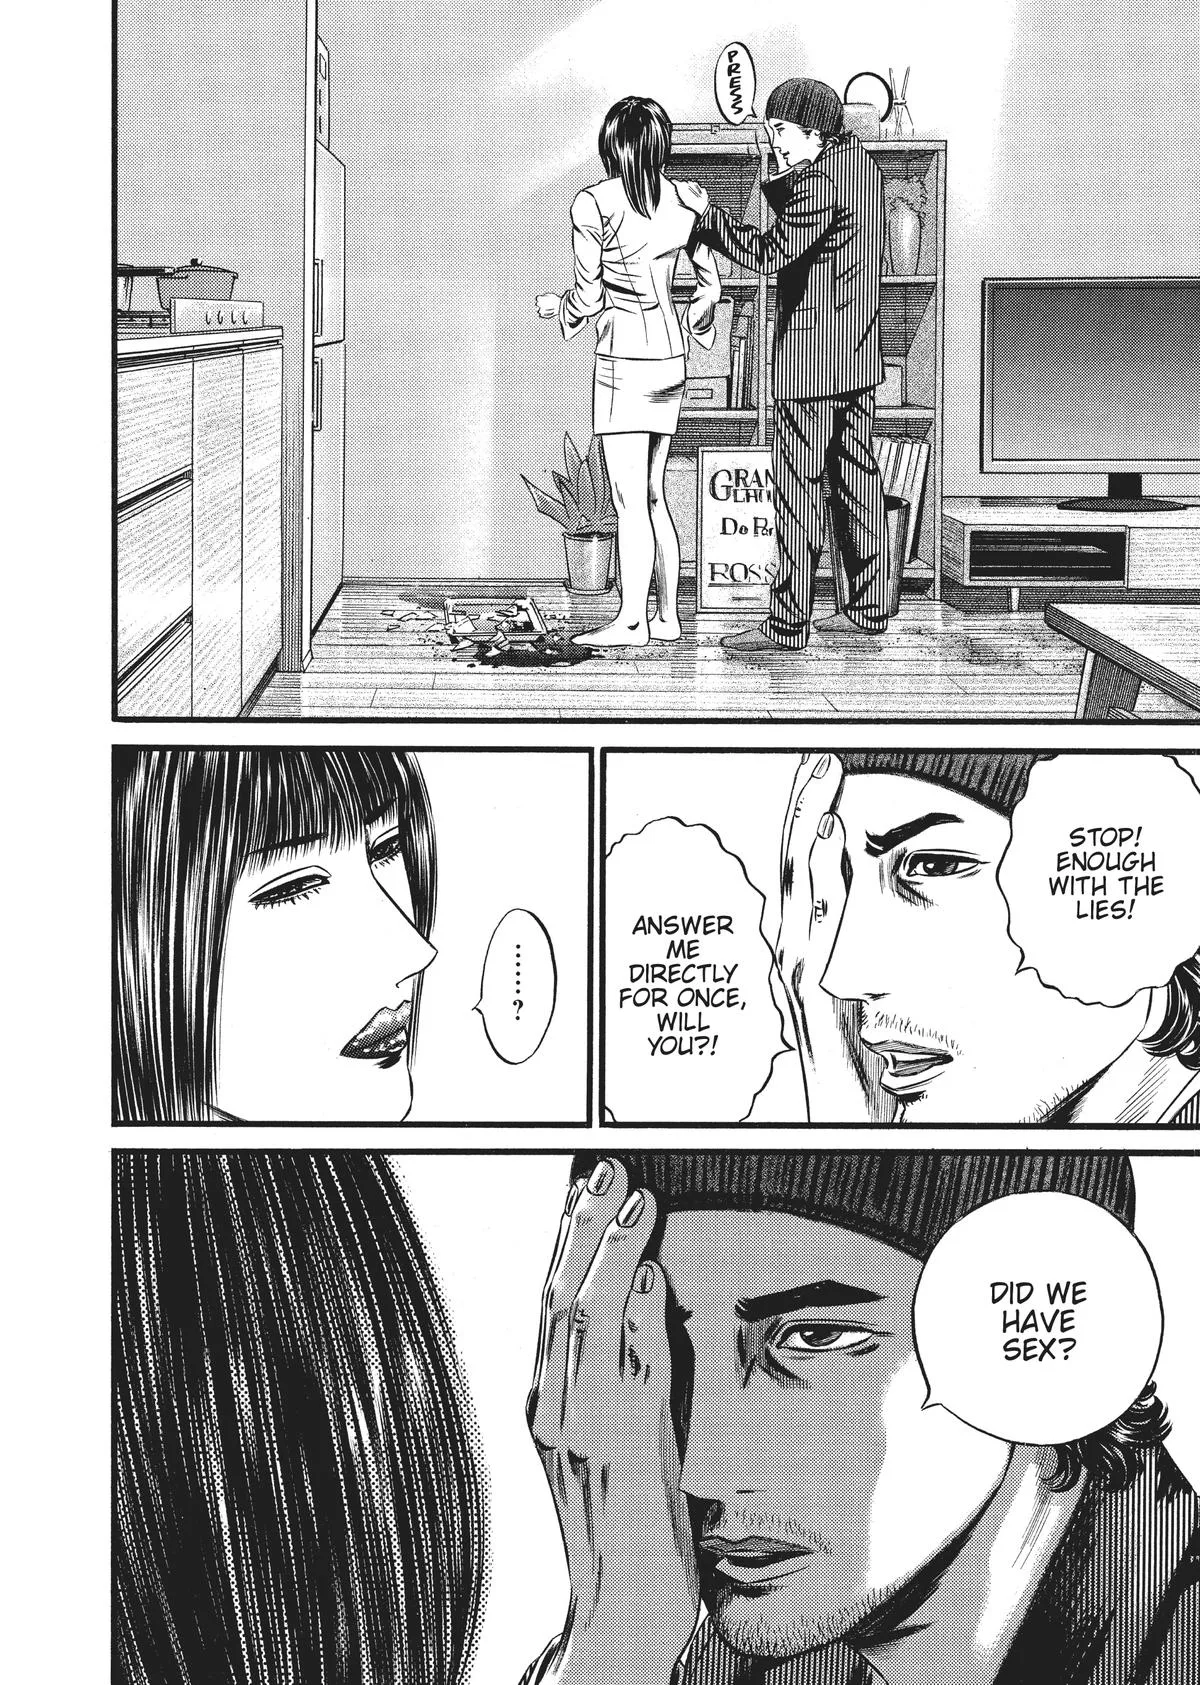 PRESS
GRAN
Do
ROSS
STOP!
ENOUGH
WITH THE
LIES!
ANSWER
ME
DIRECTLY
FOR ONCE,
WILL
YOU?!
......?
DID WE
HAVE
SEX?